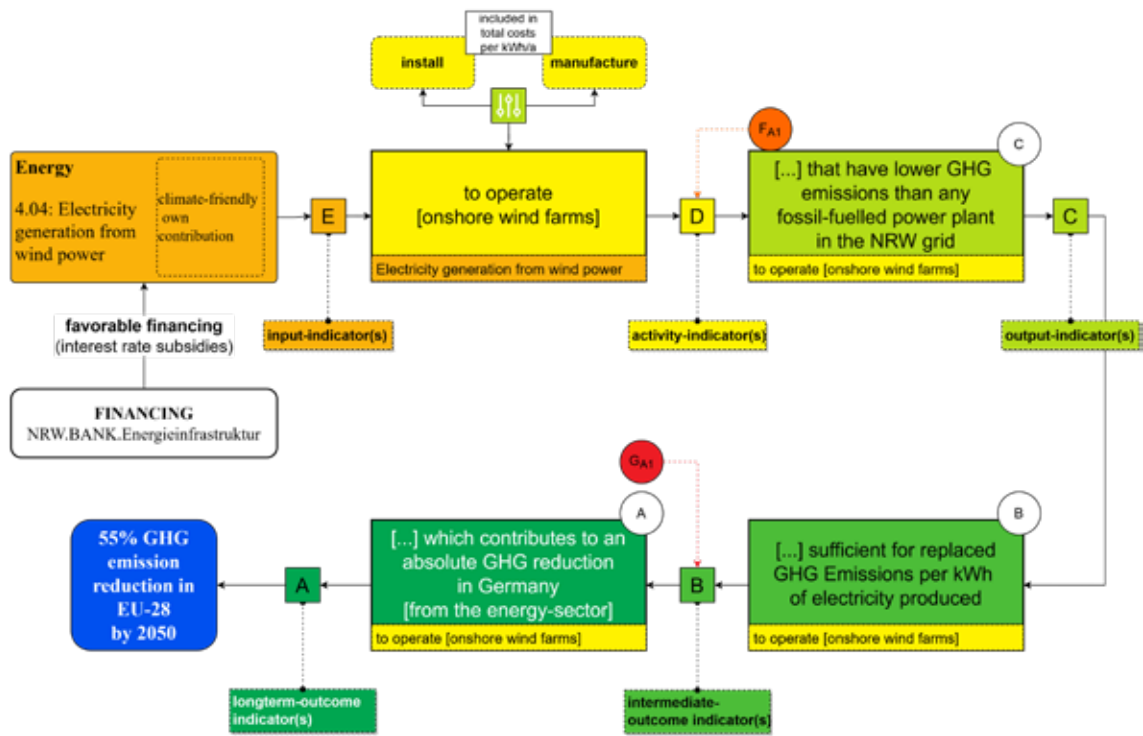 included in
total costs
per kWh/a
install
manufacture
Energy
4.04: Electricity
generation from
wind power
climate-friendly
own
contribution
E
to operate
[onshore wind farms]
Electricity generation from wind power
FA1
D
C
[...] that have lower GHG
emissions than any
fossil-fuelled power plant
in the NRW grid
to operate [onshore wind farms]
C
input-indicator(s)
activity-indicator(s)
output-indicator(s)
favorable financing
(interest rate subsidies)
FINANCING
NRW.BANK.Energieinfrastruktur
GA1
B
[...] sufficient for replaced
GHG Emissions per kWh
of electricity produced
to operate [onshore wind farms]
B
A
[...] which contributes to an
absolute GHG reduction
in Germany
[from the energy-sector]
to operate [onshore wind farms]
A
55% GHG
emission
reduction in
EU-28
by 2050
longterm-outcome
indicator(s)
intermediate-
outcome indicator(s)